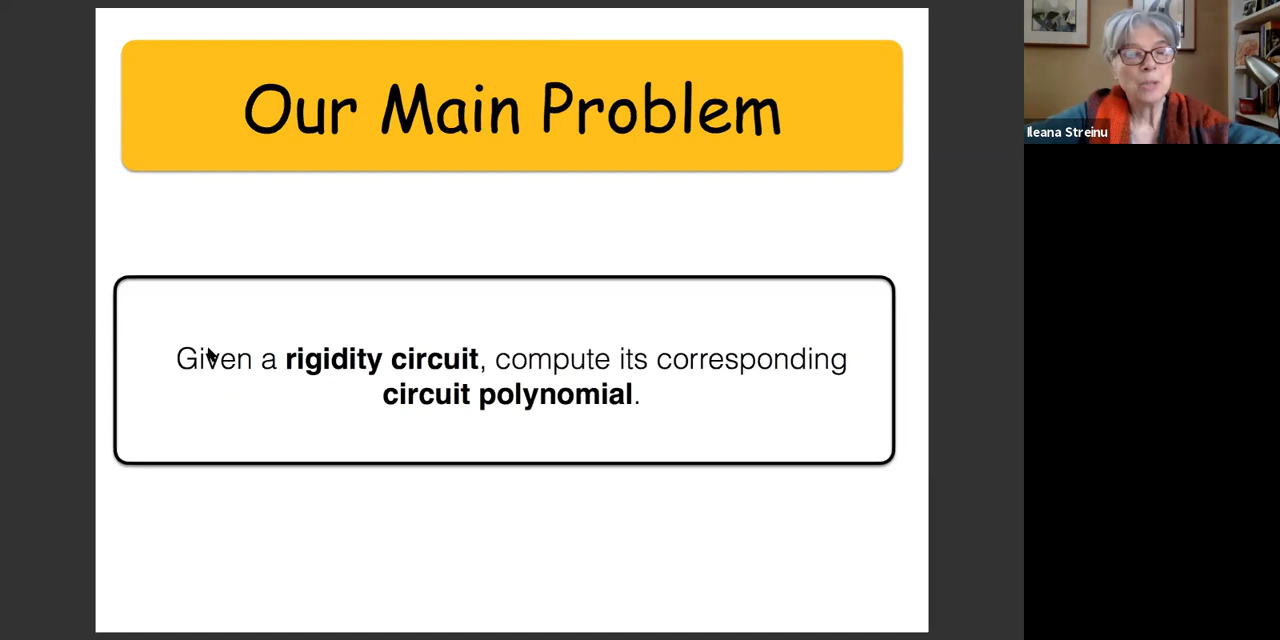 Our Main Problem
Given a rigidity circuit, compute its corresponding
circuit polynomial.
Ileana Streinu